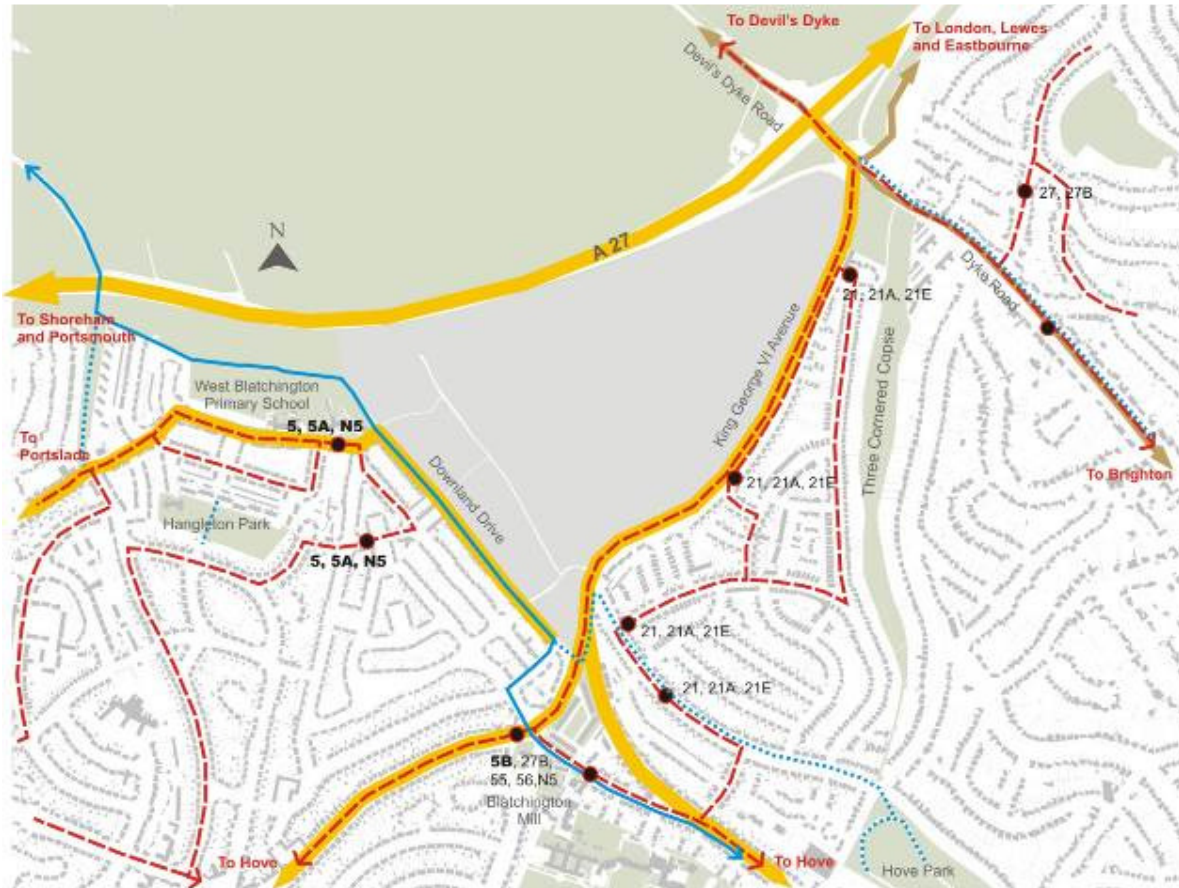 To Devil's Dyke
To London, Lewes
and Eastbourne
Devil's Dyke Road
27, 27B
N
A 27
Dyke Road
21, 21A, 21E
To Shoreham
and Portsmouth
King George VI Avenue
West Blatchington
Primary School
Three Cornered Copse
5, 5A, N5
To
Portslade
Downland Drive
To Brighton
21, 21A, 21E
Hangleton Park
5, 5A, N5
21, 21A, 21E
21, 21A, 21E
5B, 27B,
55, 56,N5
Blatchington
Mill
To Hove
To Hove
Hove Park